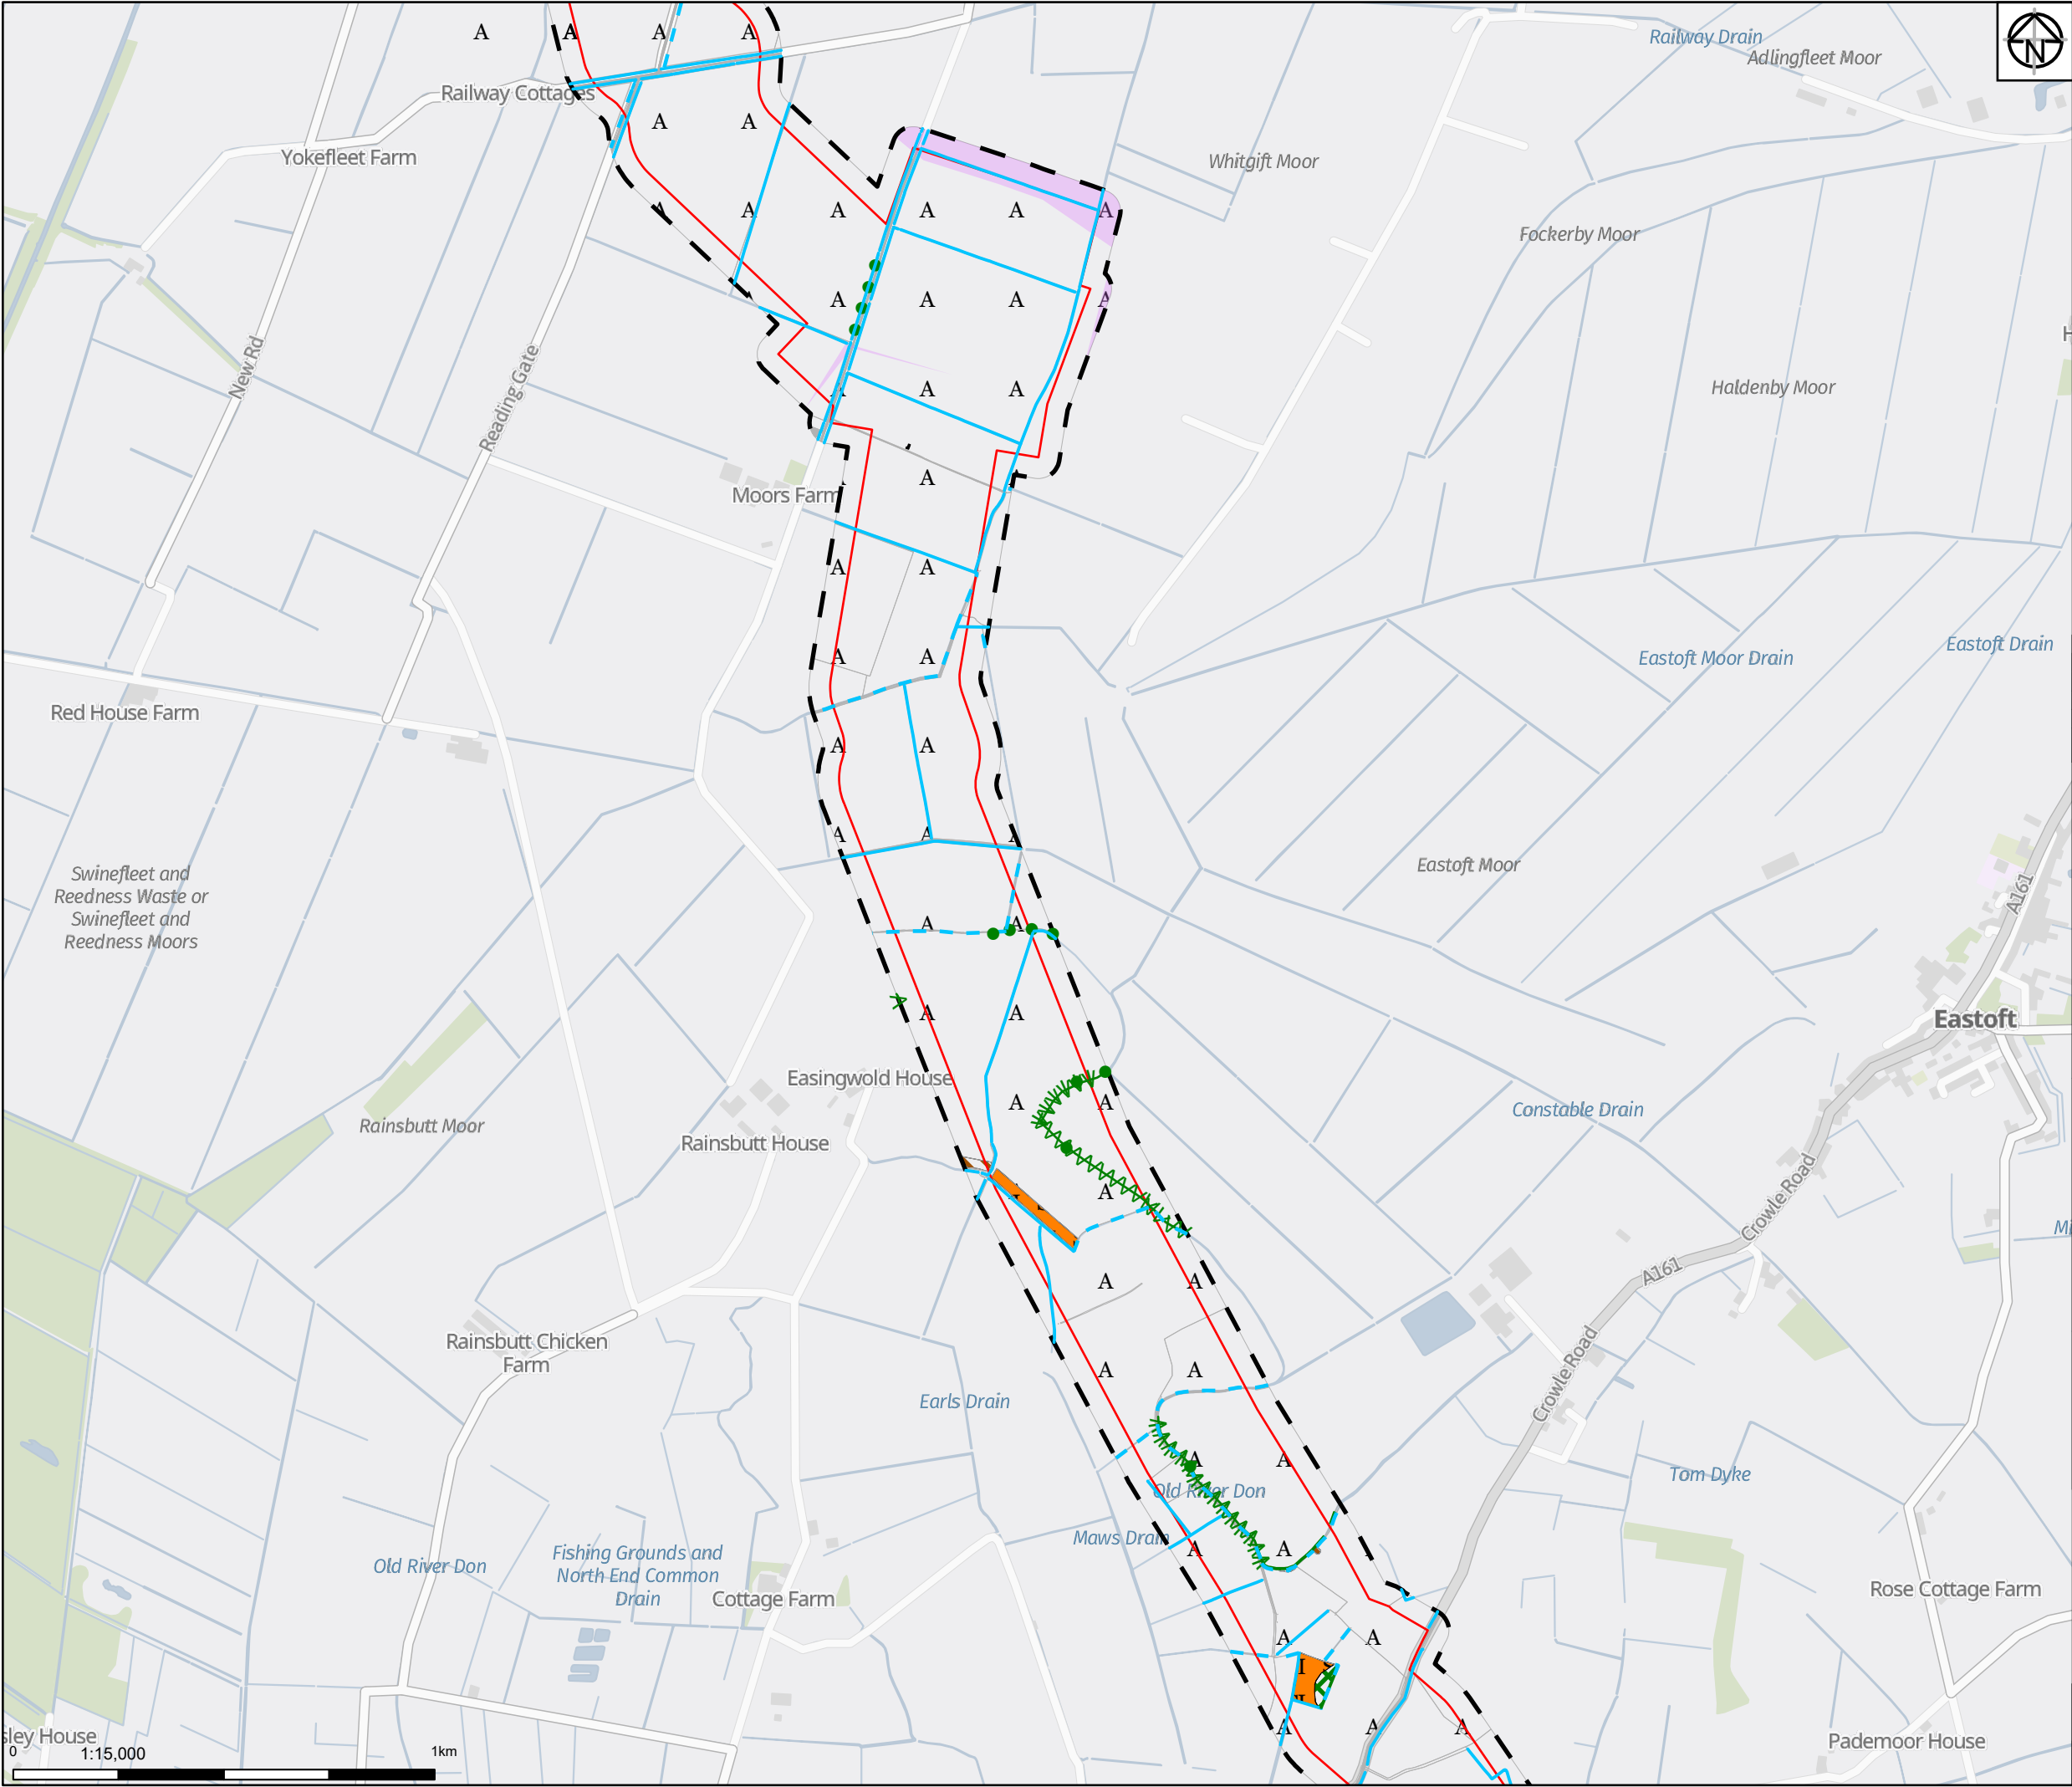 N
Railway Drain
Adlingfleet Moor
A A A A
Railway Cottages
A A
Yokefleet Farm
Whitgift Moor
A A A A A A
Fockerby Moor
A A A A
New Rd
Reading Gate
A A A
Haldenby Moor
A
Moors Farm
A A
A A
Eastoft Moor Drain
Eastoft Drain
Red House Farm
A A
A A A
Eastoft Moor
Swinefleet and
Reedness Waste or
Swinefleet and
Reedness Moors
A161
A A
A A
Eastoft
Easingwold House
A A
Constable Drain
Rainsbutt Moor
Rainsbutt House
A
Crowle Road
A A
A161
Rainsbutt Chicken
Farm
A A
Crowle Road
Earls Drain
A A
Tom Dyke
Old River Don
Maws Drain
A A
Old River Don
Fishing Grounds and
North End Common
Drain
Cottage Farm
Rose Cottage Farm
A A
I
A A A
sley House
Pademoor House
0 1:15,000 1km